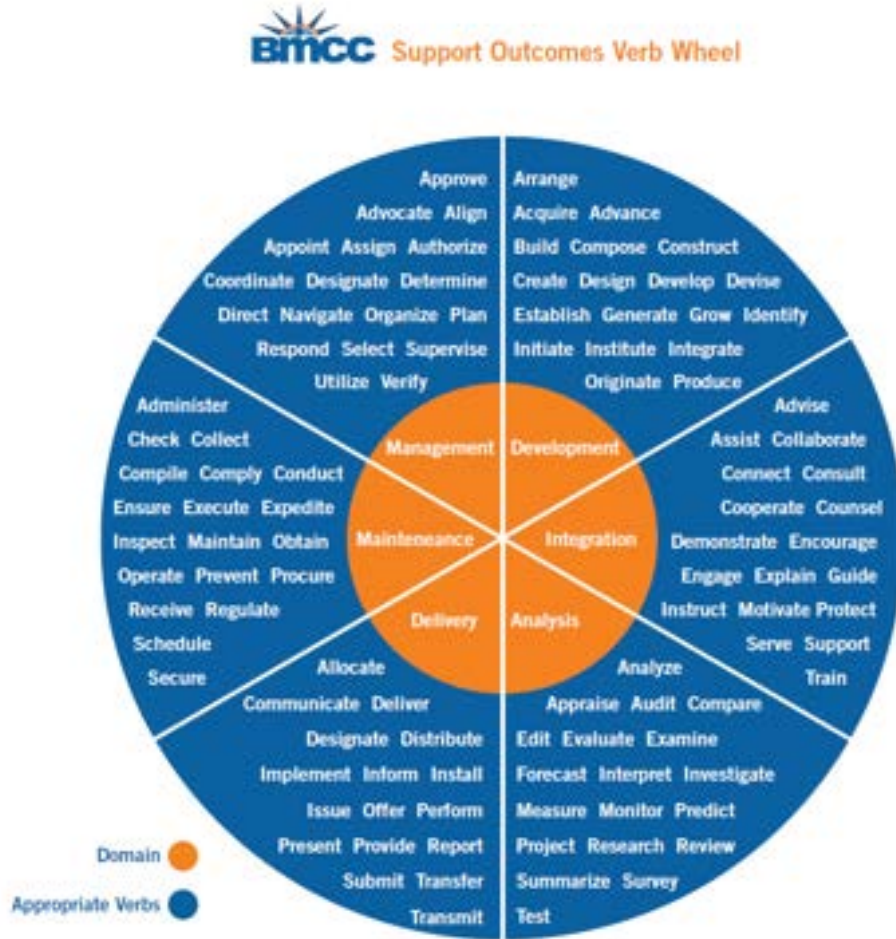 BMCC Support Outcomes Verb Wheel
Approve
Advocate Align
Appoint Assign Authorize
Coordinate Designate Determine
Direct Navigate Organize Plan
Respond Select Supervise
Utilize Verify
Management
Arrange
Acquire Advance
Build Compose Construct
Create Design Develop Devise
Establish Generate Grow Identify
Initiate Institute Integrate
Originate Produce
Development
Administer
Check Collect
Compile Comply Conduct
Ensure Execute Expedite
Inspect Maintain Obtain
Operate Prevent Procure
Receive Regulate
Schedule
Secure
Mainteneance
Advise
Assist Collaborate
Connect Consult
Cooperate Counsel
Demonstrate Encourage
Engage Explain Guide
Instruct Motivate Protect
Serve Support
Train
Integration
Delivery
Allocate
Communicate Deliver
Designate Distribute
Implement Inform Install
Issue Offer Perform
Present Provide Report
Submit Transfer
Transmit
Analysis
Analyze
Appraise Audit Compare
Edit Evaluate Examine
Forecast Interpret Investigate
Measure Monitor Predict
Project Research Review
Summarize Survey
Test
Domain
Appropriate Verbs